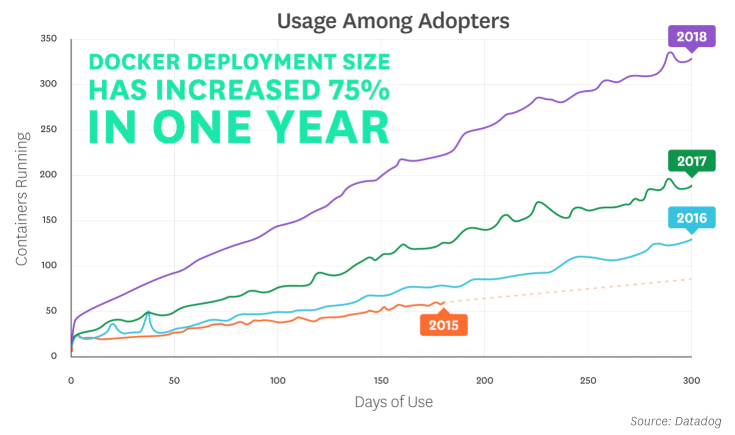 Usage Among Adopters
DOCKER DEPLOYMENT SIZE
HAS INCREASED 75%
IN ONE YEAR
Containers Running
350
300
250
200
150
100
50
0
2018
2017
2016
2015
0
50
100
150
200
250
300
Days of Use
Source: Datadog